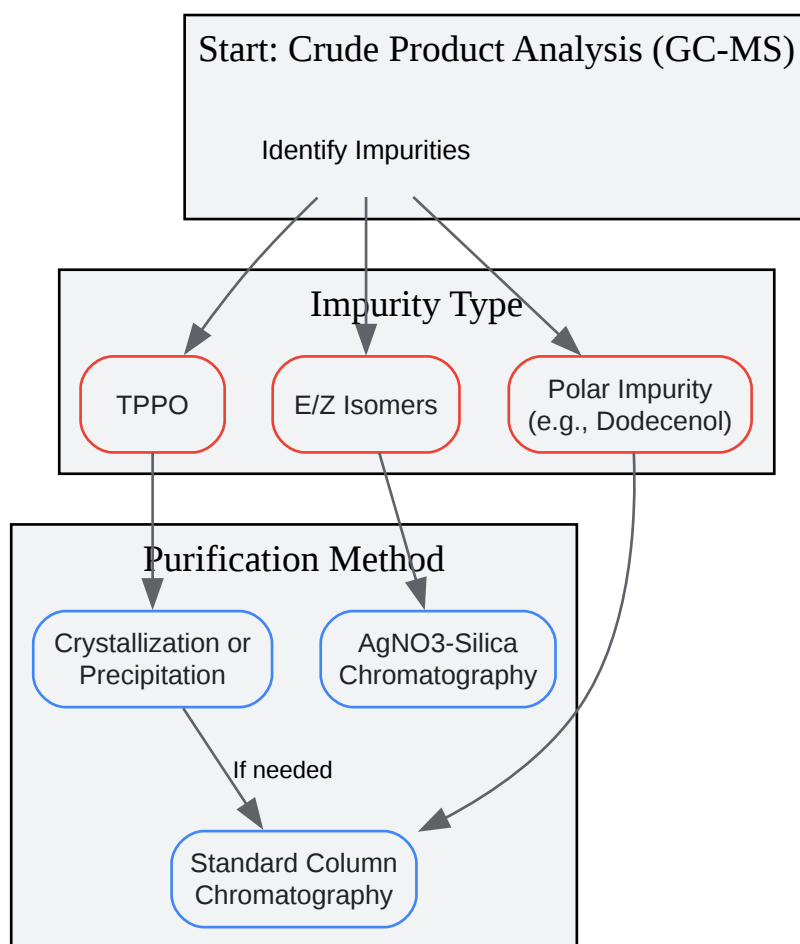 Start: Crude Product Analysis (GC-MS)
Identify Impurities
Impurity Type
TPPO
E/Z Isomers
Polar Impurity
(e.g., Dodecenol)
Purification Method
Crystallization or
Precipitation
AgNO3-Silica
Chromatography
If needed
Standard Column
Chromatography